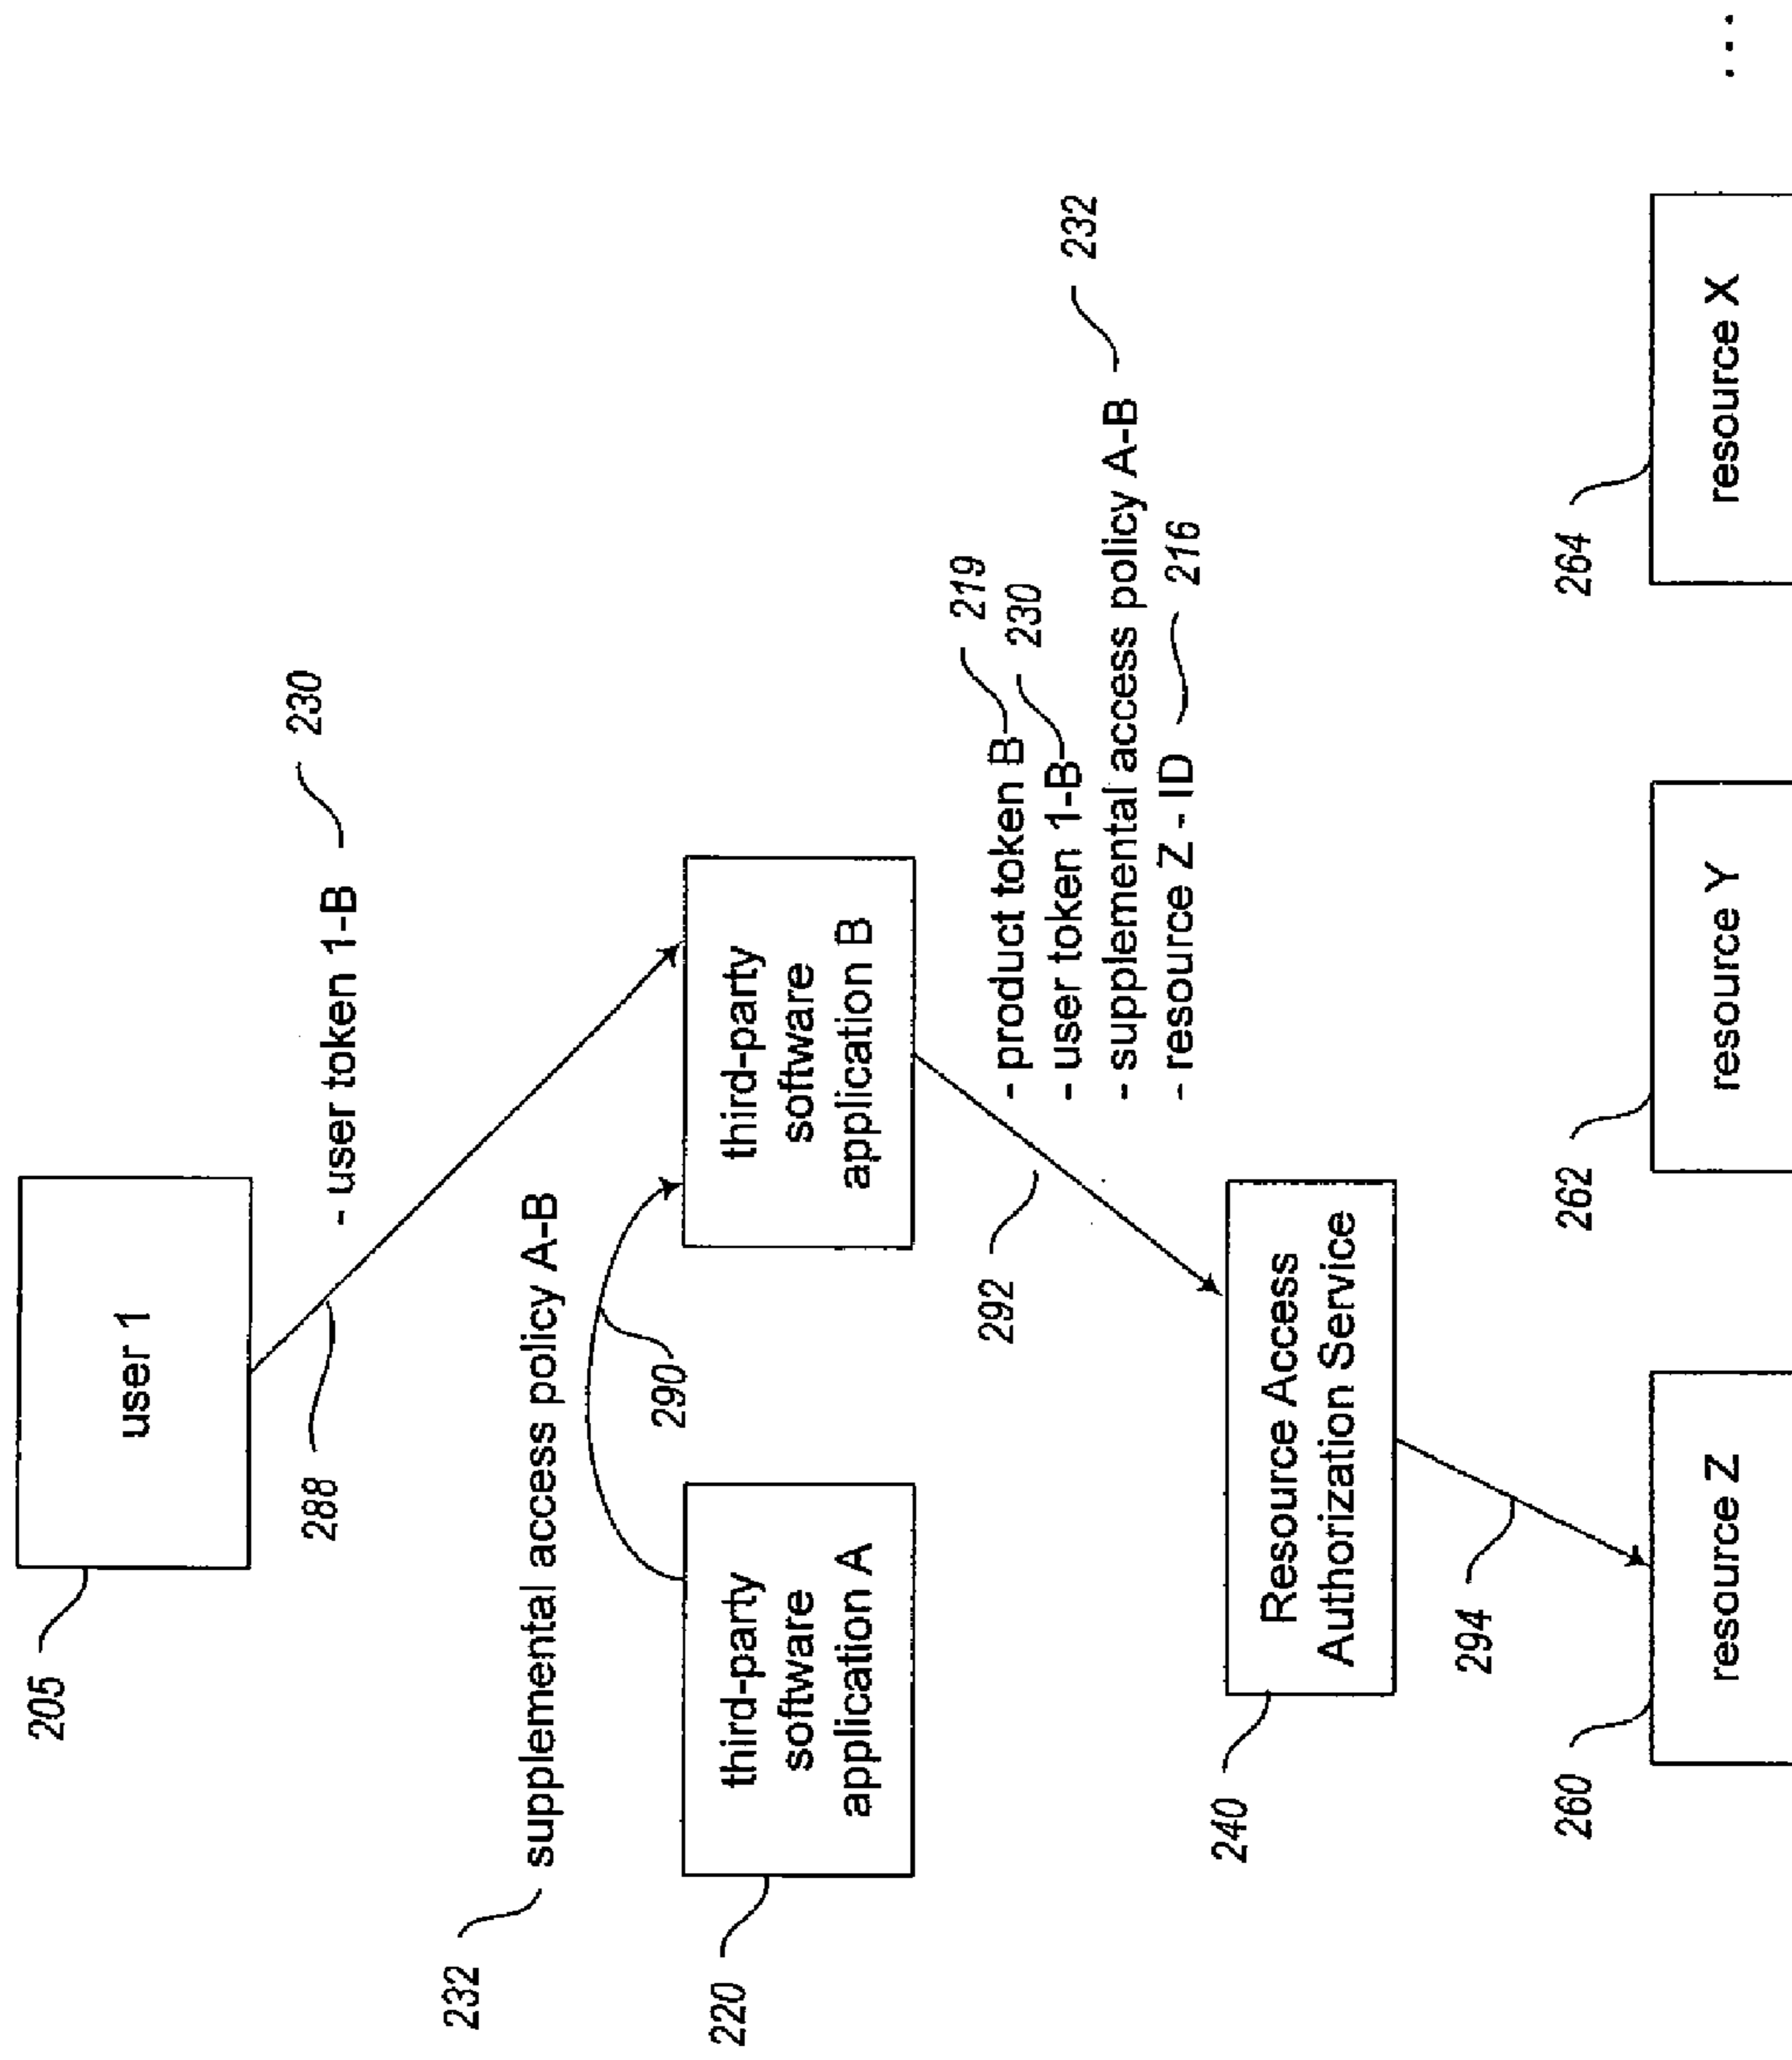 205
user 1
288
- user token 1-B 230
232 supplemental access policy A-B
290
220
third-party
software
application A
third-party
software
application B
292
- product token B 219
- user token 1-B 230
- supplemental access policy A-B 232
- resource Z - ID 216
240
Resource Access
Authorization Service
294
260
resource Z
262
resource Y
264
resource X
...